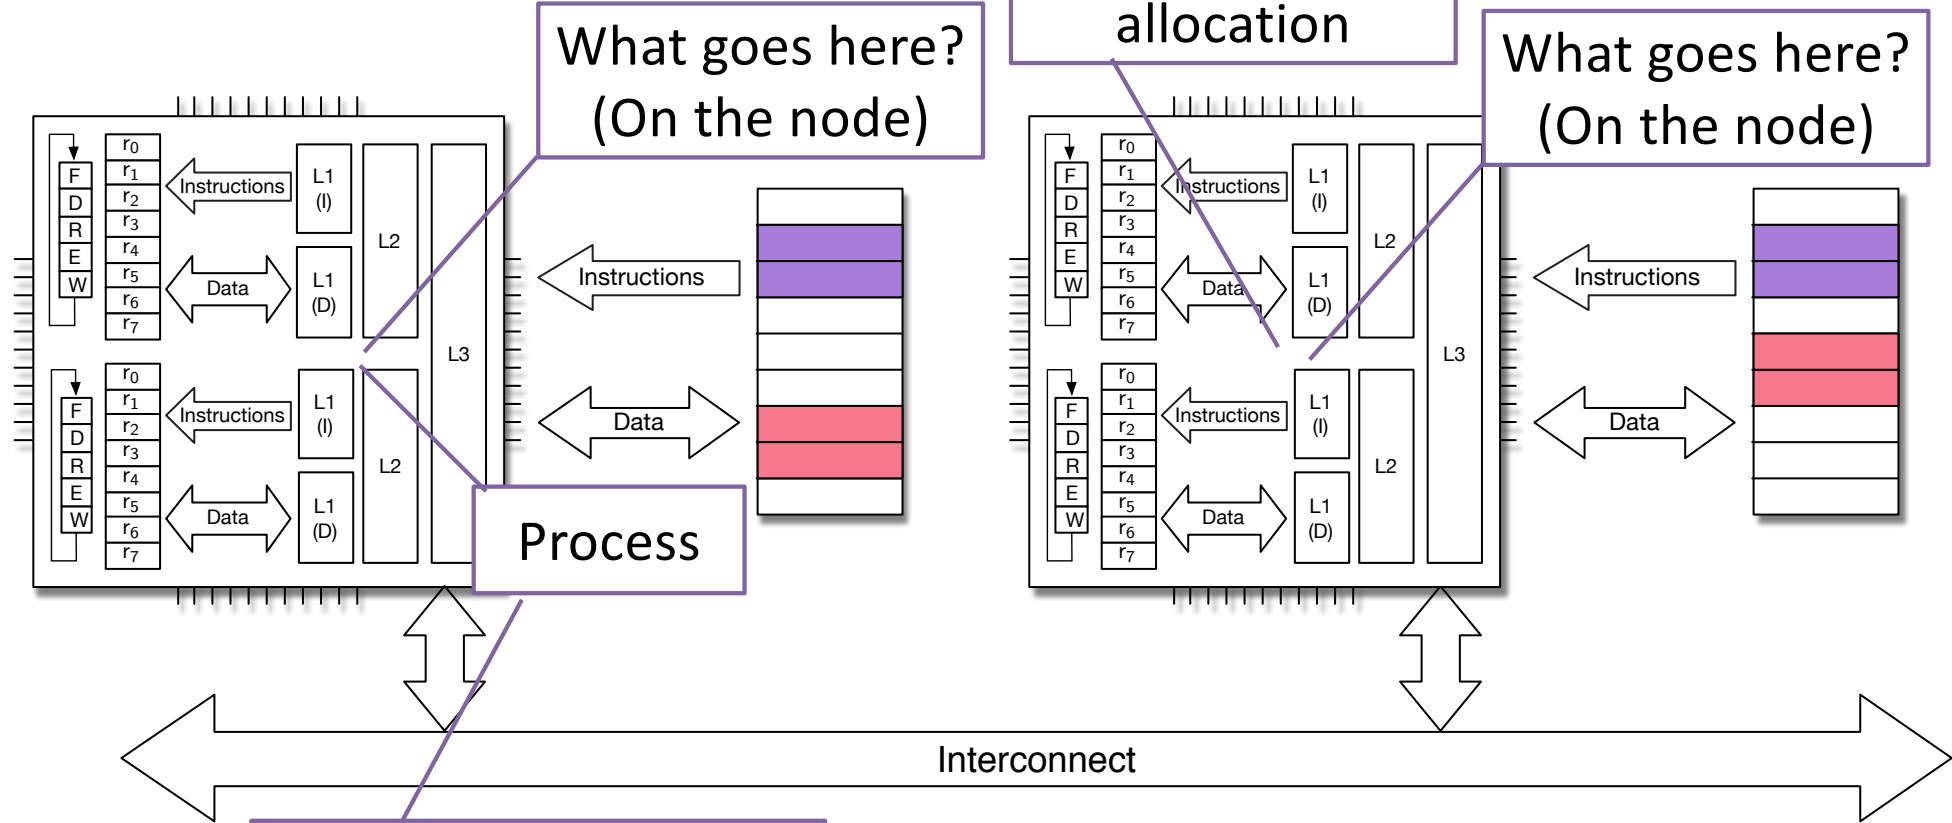 What goes here?
(On the node)
allocation
What goes here?
(On the node)
F
D
R
E
W
r0
r1
r2
r3
r4
r5
r6
r7
Instructions
Data
L1
(I)
L1
(D)
L2
F
D
R
E
W
r0
r1
r2
r3
r4
r5
r6
r7
Instructions
Data
L1
(I)
L1
(D)
L2
L3
Instructions
Data
Process
F
D
R
E
W
r0
r1
r2
r3
r4
r5
r6
r7
Instructions
Data
L1
(I)
L1
(D)
L2
F
D
R
E
W
r0
r1
r2
r3
r4
r5
r6
r7
Instructions
Data
L1
(I)
L1
(D)
L2
L3
Instructions
Data
Interconnect